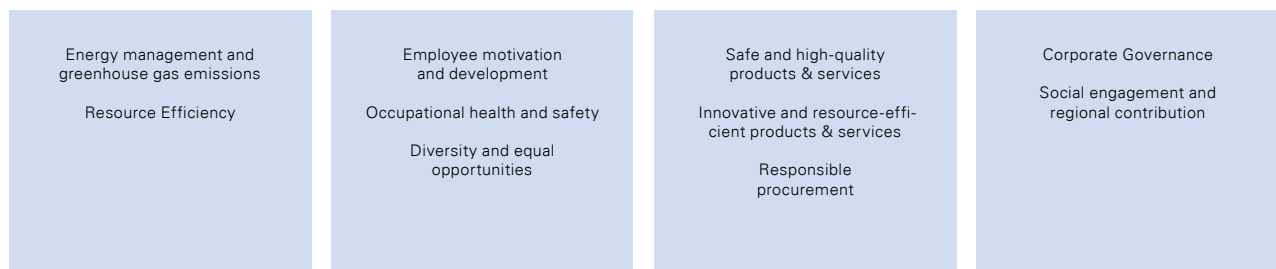 Energy management and
greenhouse gas emissions
Resource Efficiency
Employee motivation
and development
Occupational health and safety
Diversity and equal
opportunities
Safe and high-quality
products & services
Innovative and resource-effi-
cient products & services
Responsible
procurement
Corporate Governance
Social engagement and
regional contribution